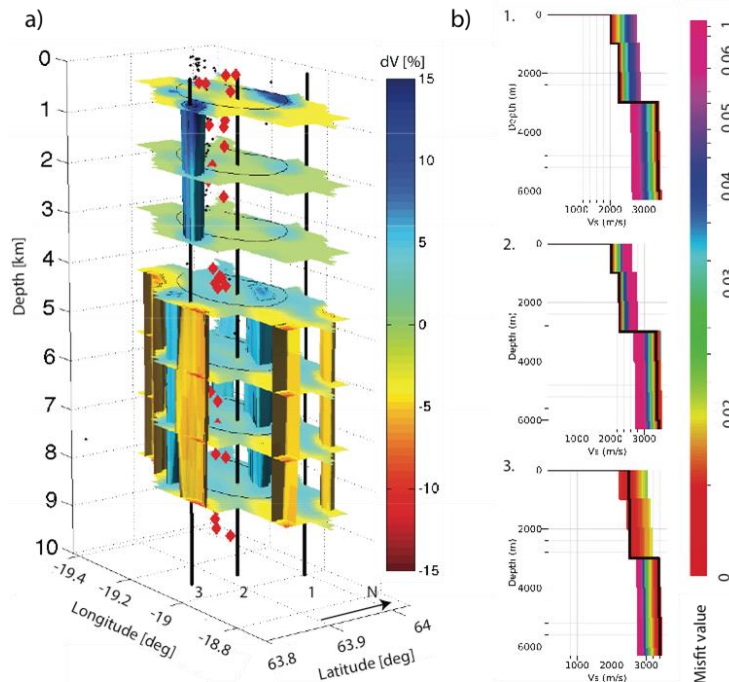 a)
dV [%]
15
10
5
0
-5
-10
-15
Depth [km]
0
1
2
3
4
5
6
7
8
9
10
3
2
1
N
-19.4
-19.2
-19
-18.8
Longitude [deg]
63.8
63.9
64
Latitude [deg]
b)
1.
0
2000
4000
6000
Depth (m)
1000 2000 3000
Vs (m/s)
2.
0
2000
4000
6000
Depth (m)
1000 2000 3000
Vs (m/s)
3.
0
2000
4000
6000
Depth (m)
1000 2000 3000
Vs (m/s)
1
0.06
0.05
0.04
0.03
0.02
0
Misfit value